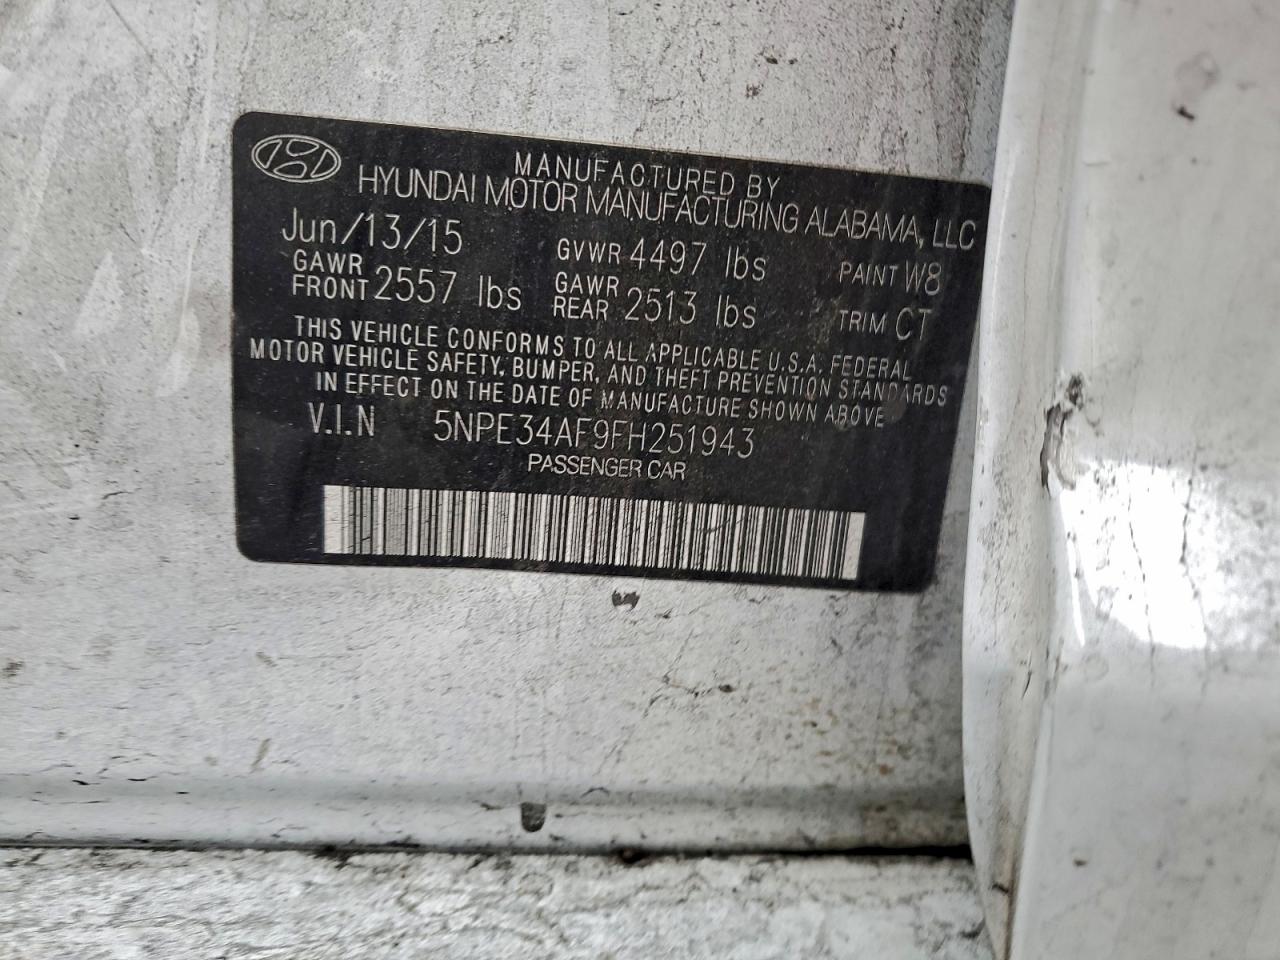 MANUFACTURED BY
HYUNDAI MOTOR MANUFACTURING ALABAMA, LLC
Jun/13/15 GVWR 4497 lbs PAINT W8
GAWR FRONT 2557 lbs GAWR REAR 2513 lbs TRIM CT
THIS VEHICLE CONFORMS TO ALL APPLICABLE U.S.A. FEDERAL
MOTOR VEHICLE SAFETY, BUMPER, AND THEFT PREVENTION STANDARDS
IN EFFECT ON THE DATE OF MANUFACTURE SHOWN ABOVE
V.I.N 5NPE34AF9FH251943
PASSENGER CAR